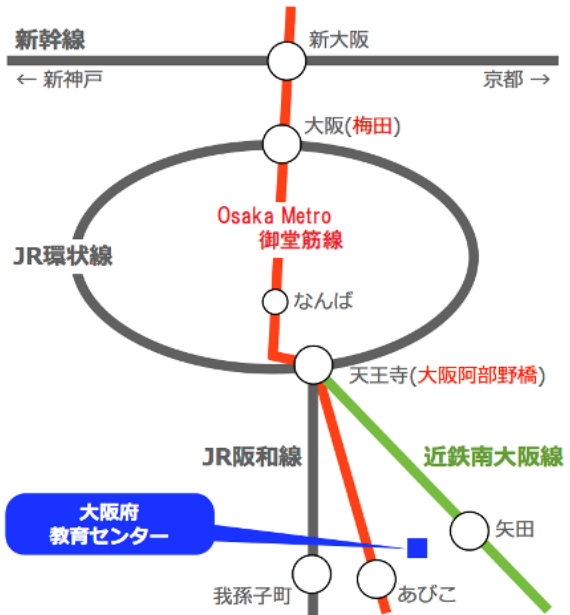 新幹線
新大阪
← 新神戸
京都 →
大阪(梅田)
Osaka Metro
御堂筋線
JR環状線
なんば
天王寺(大阪阿部野橋)
JR阪和線
近鉄南大阪線
大阪府
教育センター
矢田
我孫子町
あびこ